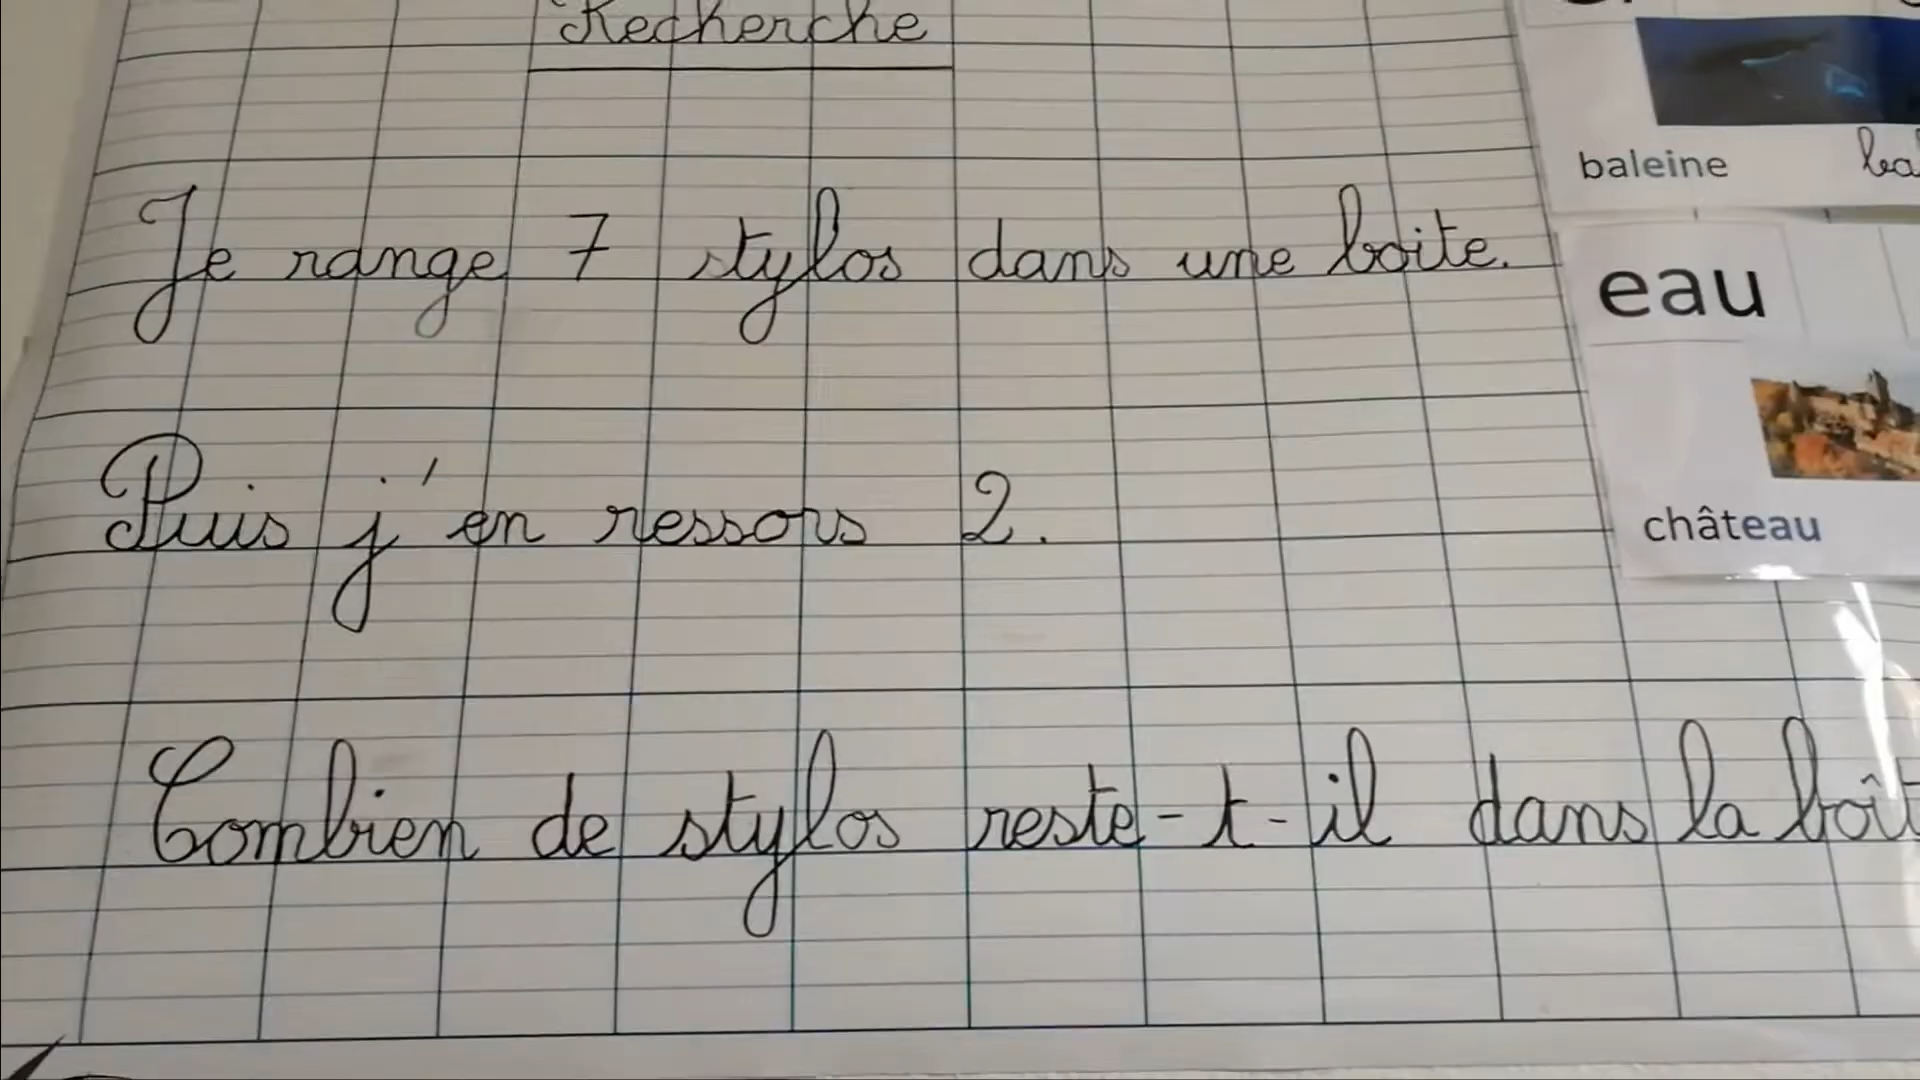 Recherche
Je range 7 stylos dans une boite.
Puis j'en ressors 2.
Combien de stylos reste-t-il dans la
baleine
eau
château